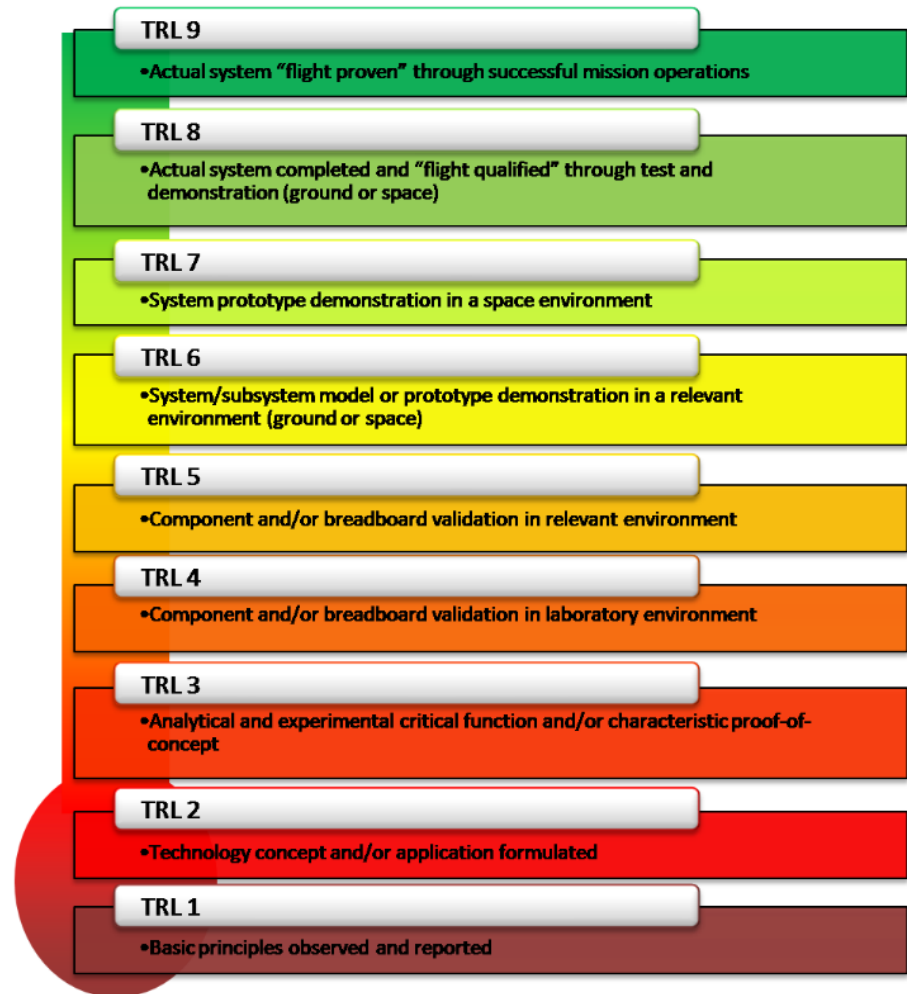 TRL 9
•Actual system “flight proven” through successful mission operations
TRL 8
•Actual system completed and “flight qualified” through test and
demonstration (ground or space)
TRL 7
•System prototype demonstration in a space environment
TRL 6
•System/subsystem model or prototype demonstration in a relevant
environment (ground or space)
TRL 5
•Component and/or breadboard validation in relevant environment
TRL 4
•Component and/or breadboard validation in laboratory environment
TRL 3
•Analytical and experimental critical function and/or characteristic proof-of-
concept
TRL 2
•Technology concept and/or application formulated
TRL 1
•Basic principles observed and reported